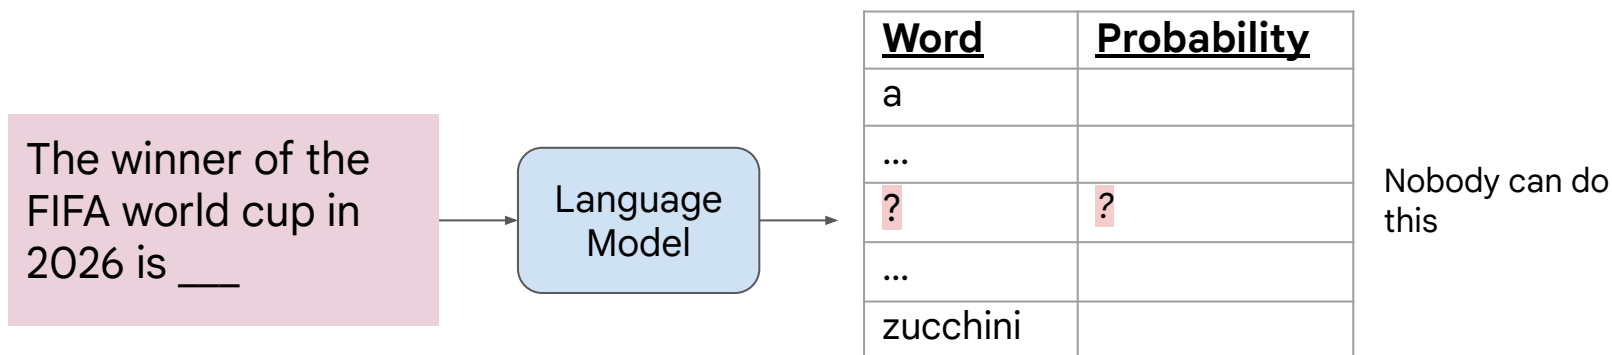 The winner of the
FIFA world cup in
2026 is ___
Language
Model
Word Probability
a
...
? ?
...
zucchini
Nobody can do
this